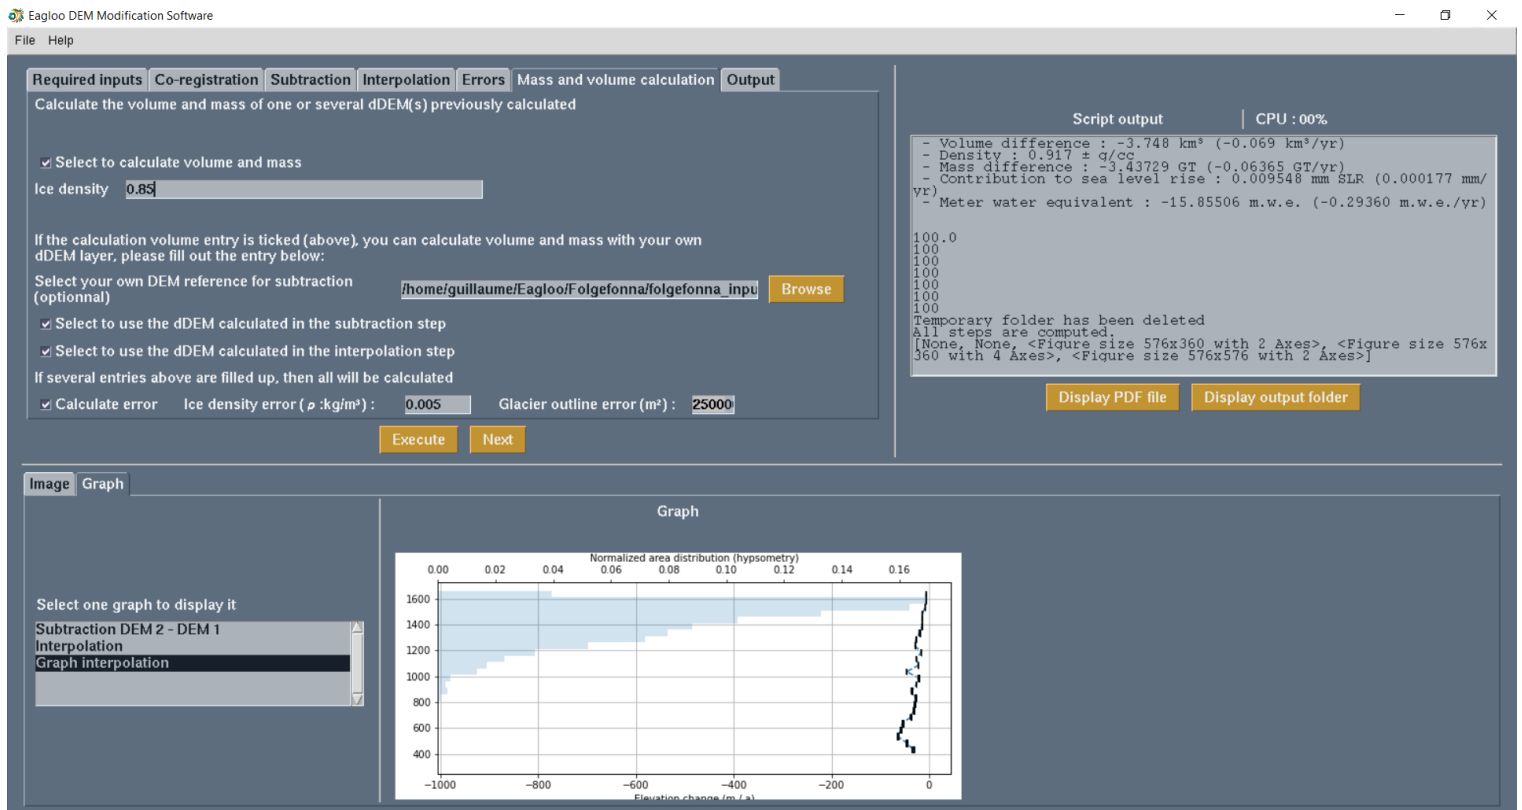 Eagloo DEM Modification Software
File Help
Required inputs Co-registration Subtraction Interpolation Errors Mass and volume calculation Output
Calculate the volume and mass of one or several dDEM(s) previously calculated
Select to calculate volume and mass
Ice density 0.85
If the calculation volume entry is ticked (above), you can calculate volume and mass with your own
dDEM layer, please fill out the entry below:
Select your own DEM reference for subtraction
(optionnal)
/home/guillaume/Eagloo/Folgefonna/folgefonna_inpu Browse
Select to use the dDEM calculated in the subtraction step
Select to use the dDEM calculated in the interpolation step
If several entries above are filled up, then all will be calculated
Calculate error Ice density error ( ρ :kg/m³) : 0.005 Glacier outline error (m²) : 25000
Execute Next
Script output CPU : 00%
- Volume difference : -3.748 km³ (-0.069 km³/yr)
- Density : 0.917 ± g/cc
- Mass difference : -3.43729 GT (-0.06365 GT/yr)
- Contribution to sea level rise : 0.009548 mm SLR (0.000177 mm/
yr)
- Meter water equivalent : -15.85506 m.w.e. (-0.29360 m.w.e./yr)
100.0
100
100
100
100
100
100
Temporary folder has been deleted
All steps are computed.
[None, None, <Figure size 576x360 with 2 Axes>, <Figure size 576x
360 with 4 Axes>, <Figure size 576x576 with 2 Axes>]
Display PDF file Display output folder
Image Graph
Select one graph to display it
Subtraction DEM 2 - DEM 1
Interpolation
Graph interpolation
Graph
Normalized area distribution (hypsometry)
0.00 0.02 0.04 0.06 0.08 0.10 0.12 0.14 0.16
1600
1400
1200
1000
800
600
400
−1000 −800 −600 −400 −200 0
Elevation change (m / a)